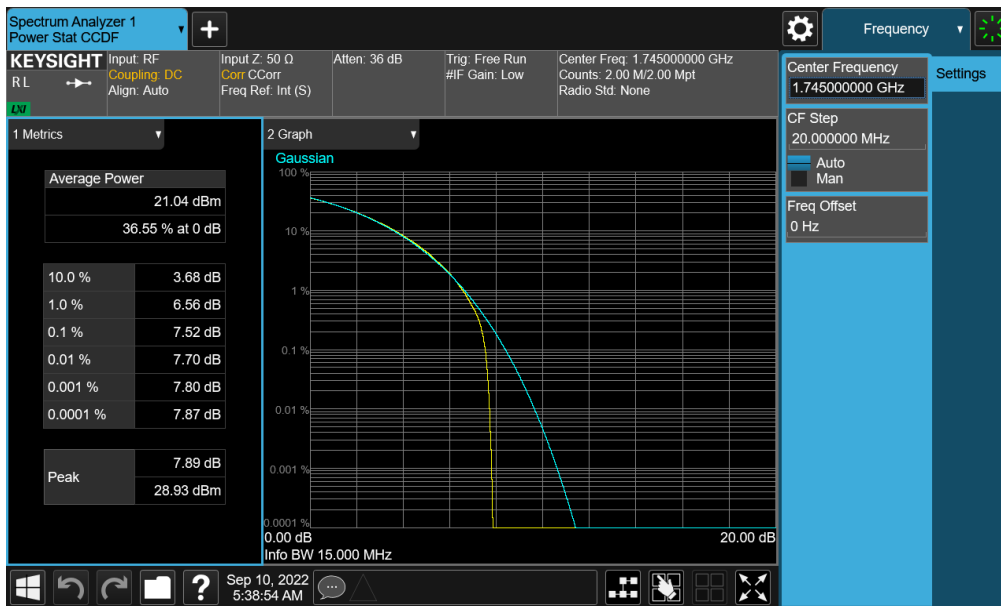 Spectrum Analyzer 1
Power Stat CCDF
Frequency
KEYSIGHT
RL
LXI
Input: RF
Coupling: DC
Align: Auto
Input Z: 50 Ω
Corr CCorr
Freq Ref: Int (S)
Atten: 36 dB
Trig: Free Run
#IF Gain: Low
Center Freq: 1.745000000 GHz
Counts: 2.00 M/2.00 Mpt
Radio Std: None
Center Frequency
1.745000000 GHz
Settings
CF Step
20.000000 MHz
Auto
Man
Freq Offset
0 Hz
1 Metrics
Average Power
21.04 dBm
36.55 % at 0 dB
10.0 % 3.68 dB
1.0 % 6.56 dB
0.1 % 7.52 dB
0.01 % 7.70 dB
0.001 % 7.80 dB
0.0001 % 7.87 dB
Peak
7.89 dB
28.93 dBm
2 Graph
Gaussian
100 %
10 %
1 %
0.1 %
0.01 %
0.001 %
0.0001 %
0.00 dB 20.00 dB
Info BW 15.000 MHz
?
Sep 10, 2022
5:38:54 AM